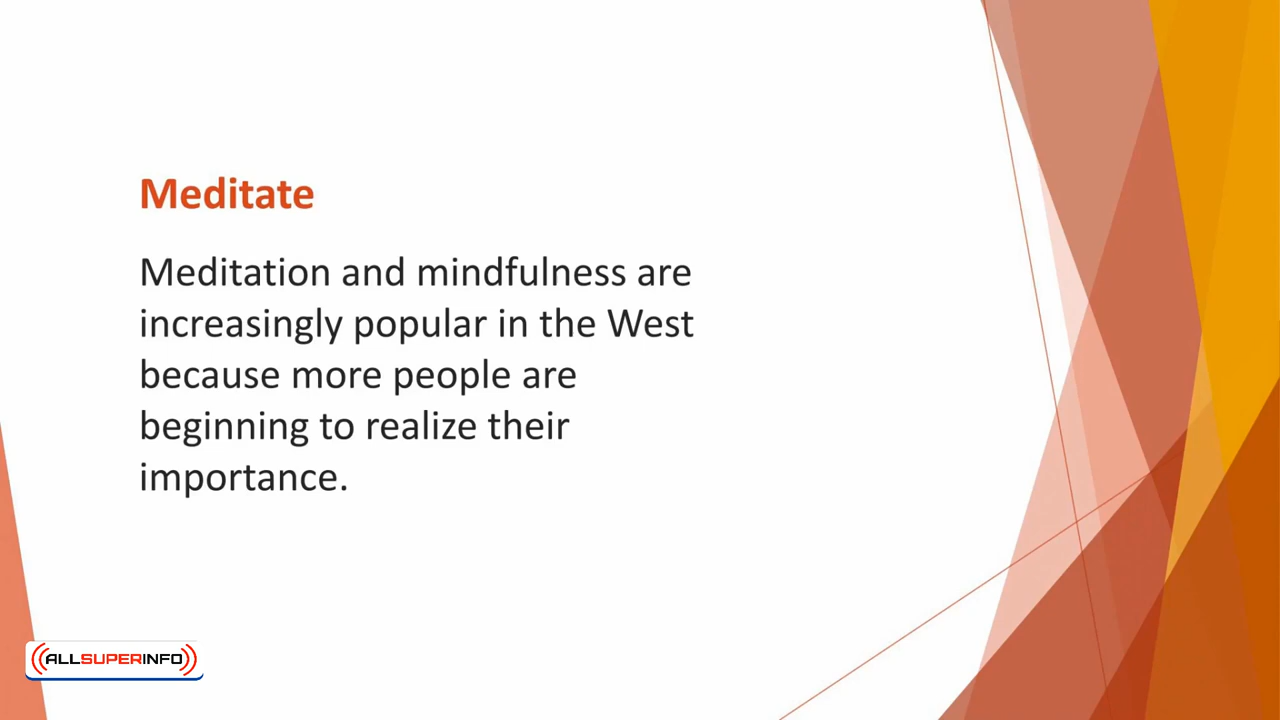 Meditate
Meditation and mindfulness are
increasingly popular in the West
because more people are
beginning to realize their
importance.
ALLSUPERINFO